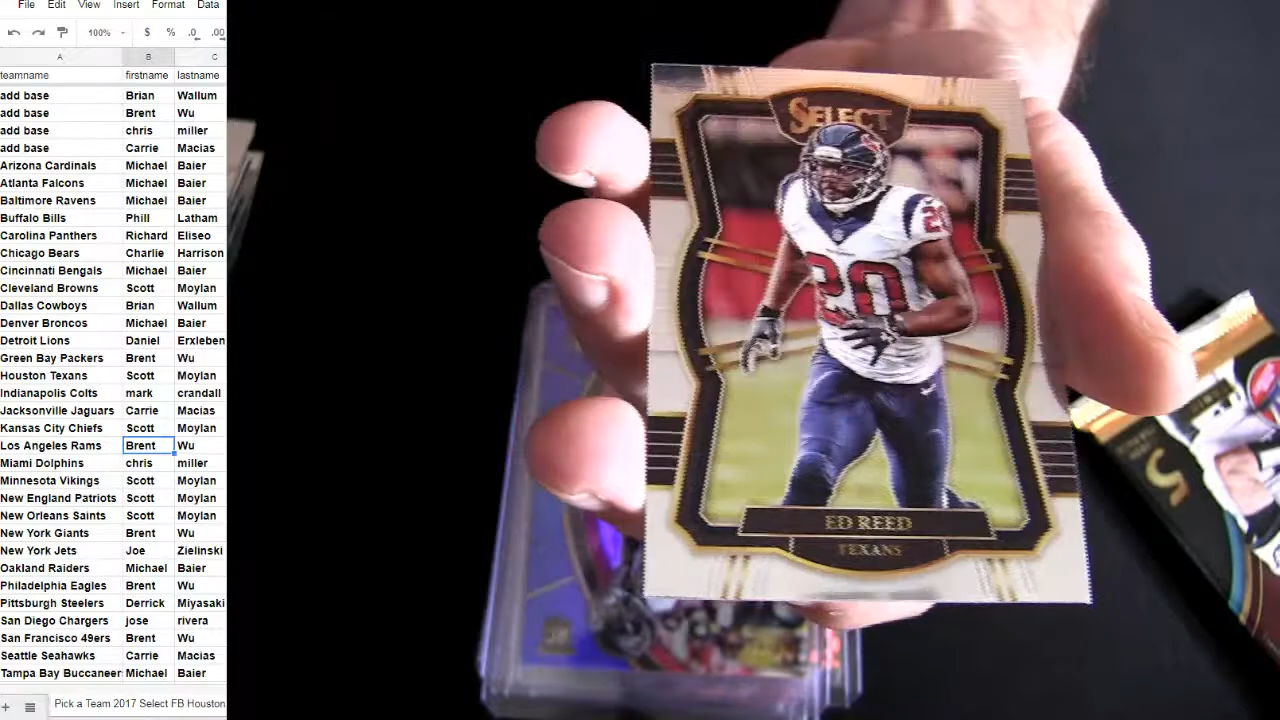 File Edit View Insert Format Data
100% $ % .0 .00
A B C
teamname firstname lastname
add base Brian Wallum
add base Brent Wu
add base chris miller
add base Carrie Macias
Arizona Cardinals Michael Baier
Atlanta Falcons Michael Baier
Baltimore Ravens Michael Baier
Buffalo Bills Phill Latham
Carolina Panthers Richard Eliseo
Chicago Bears Charlie Harrison
Cincinnati Bengals Michael Baier
Cleveland Browns Scott Moylan
Dallas Cowboys Brian Wallum
Denver Broncos Michael Baier
Detroit Lions Daniel Erxleben
Green Bay Packers Brent Wu
Houston Texans Scott Moylan
Indianapolis Colts mark crandall
Jacksonville Jaguars Carrie Macias
Kansas City Chiefs Scott Moylan
Los Angeles Rams Brent Wu
Miami Dolphins chris miller
Minnesota Vikings Scott Moylan
New England Patriots Scott Moylan
New Orleans Saints Scott Moylan
New York Giants Brent Wu
New York Jets Joe Zielinski
Oakland Raiders Michael Baier
Philadelphia Eagles Brent Wu
Pittsburgh Steelers Derrick Miyasaki
San Diego Chargers jose rivera
San Francisco 49ers Brent Wu
Seattle Seahawks Carrie Macias
Tampa Bay Buccaneer Michael Baier
Pick a Team 2017 Select FB Houston
SELECT
20
20
ED REED
TEXANS
5